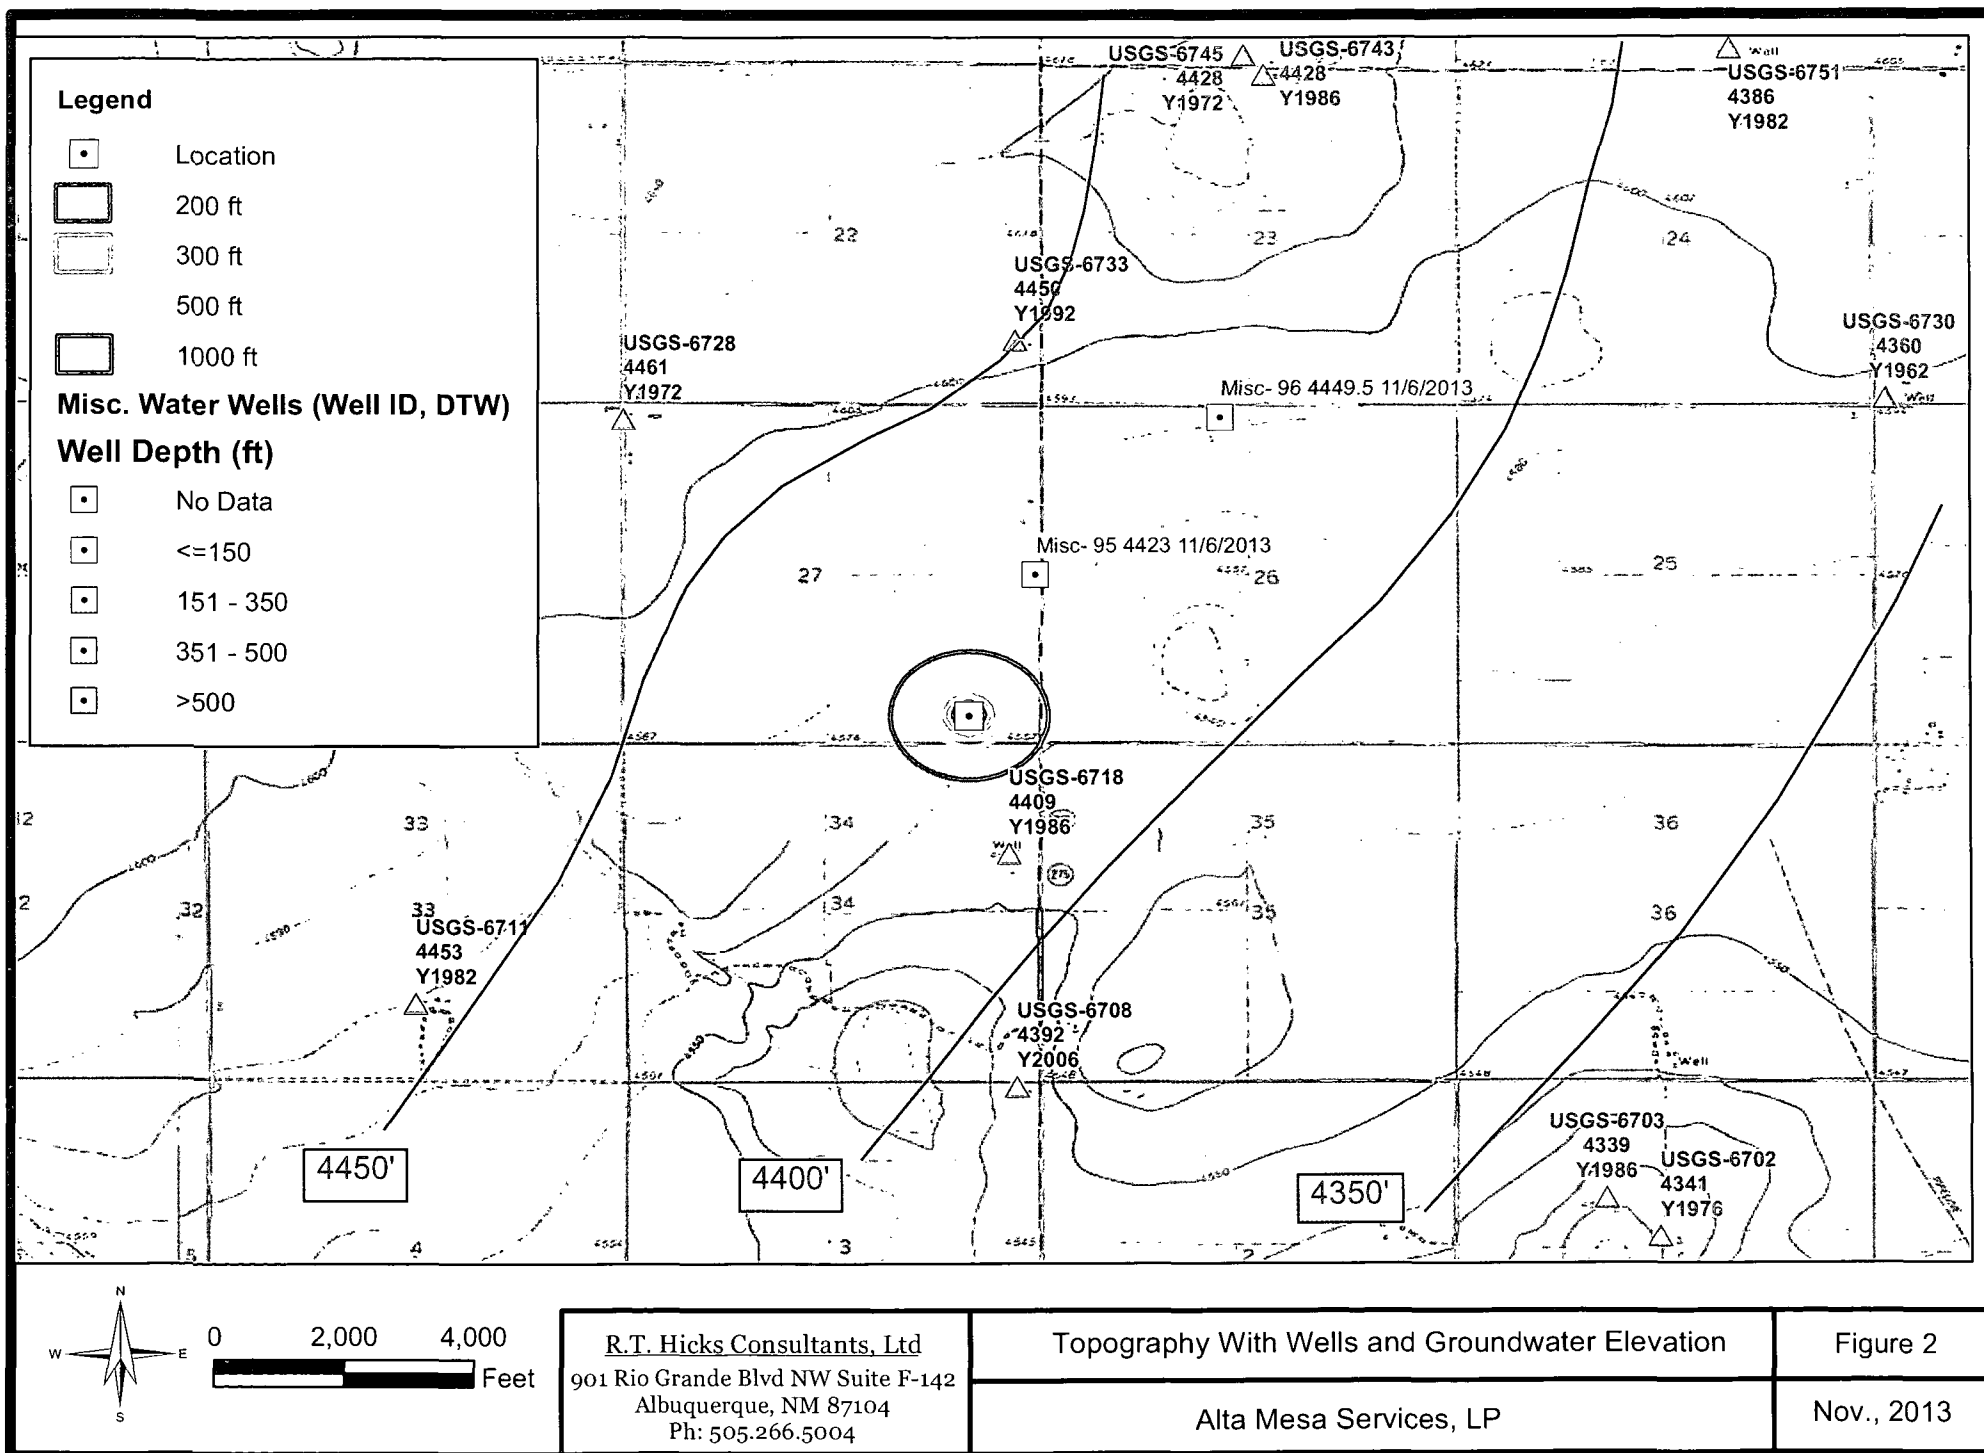 Legend
Location
200 ft
300 ft
500 ft
1000 ft
Misc. Water Wells (Well ID, DTW)
Well Depth (ft)
No Data
<=150
151 - 350
351 - 500
>500
USGS-6745
4428
Y1972
USGS-6743
4428
Y1986
Well
USGS-6751
4386
Y1982
22
23
24
USGS-6733
4450
Y1992
USGS-6728
4461
Y1972
USGS-6730
4360
Y1962
Well
Misc- 96 4449.5 11/6/2013
Misc- 95 4423 11/6/2013
27
26
25
USGS-6718
4409
Y1986
Well
275
33
34
35
36
32
33
34
35
36
USGS-6711
4453
Y1982
USGS-6708
4392
Y2006
Well
USGS-6703
4339
Y1986
USGS-6702
4341
Y1976
4450'
4400'
4350'
5
4
3
2
N
W
E
S
0 2,000 4,000
Feet
R.T. Hicks Consultants, Ltd
901 Rio Grande Blvd NW Suite F-142
Albuquerque, NM 87104
Ph: 505.266.5004
Topography With Wells and Groundwater Elevation
Alta Mesa Services, LP
Figure 2
Nov., 2013